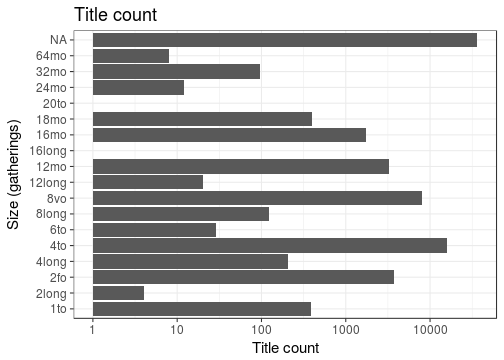 Title count
NA
64mo
32mo
24mo
20to
18mo
16mo
16long
12mo
12long
8vo
8long
6to
4to
4long
2fo
2long
1to
Size (gatherings)
1 10 100 1000 10000
Title count